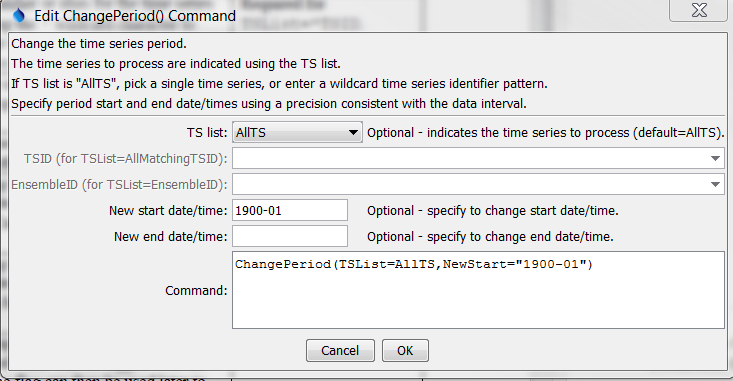 Required for
TSList=*TSID.
Edit ChangePeriod() Command
Change the time series period.
The time series to process are indicated using the TS list.
If TS list is "AllTS", pick a single time series, or enter a wildcard time series identifier pattern.
Specify period start and end date/times using a precision consistent with the data interval.
TS list: AllTS Optional - indicates the time series to process (default=AllTS).
TSID (for TSList=AllMatchingTSID):
EnsembleID (for TSList=EnsembleID):
New start date/time: 1900-01 Optional - specify to change start date/time.
New end date/time: Optional - specify to change end date/time.
Command: ChangePeriod(TSList=AllTS,NewStart="1900-01")
Cancel OK